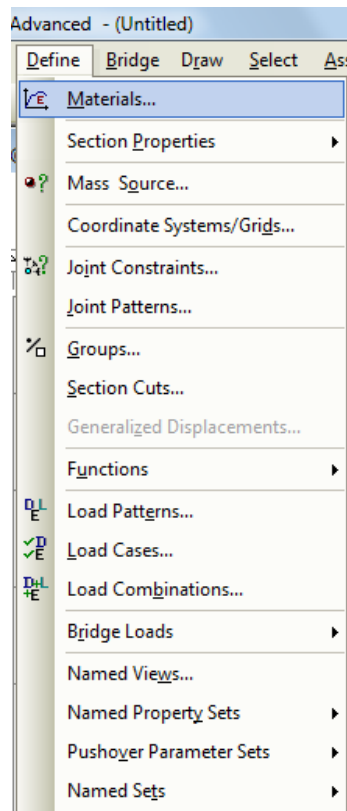 Advanced - (Untitled)
Define Bridge Draw Select Ass
Materials...
Section Properties
Mass Source...
Coordinate Systems/Grids...
Joint Constraints...
Joint Patterns...
Groups...
Section Cuts...
Generalized Displacements...
Functions
Load Patterns...
Load Cases...
Load Combinations...
Bridge Loads
Named Views...
Named Property Sets
Pushover Parameter Sets
Named Sets